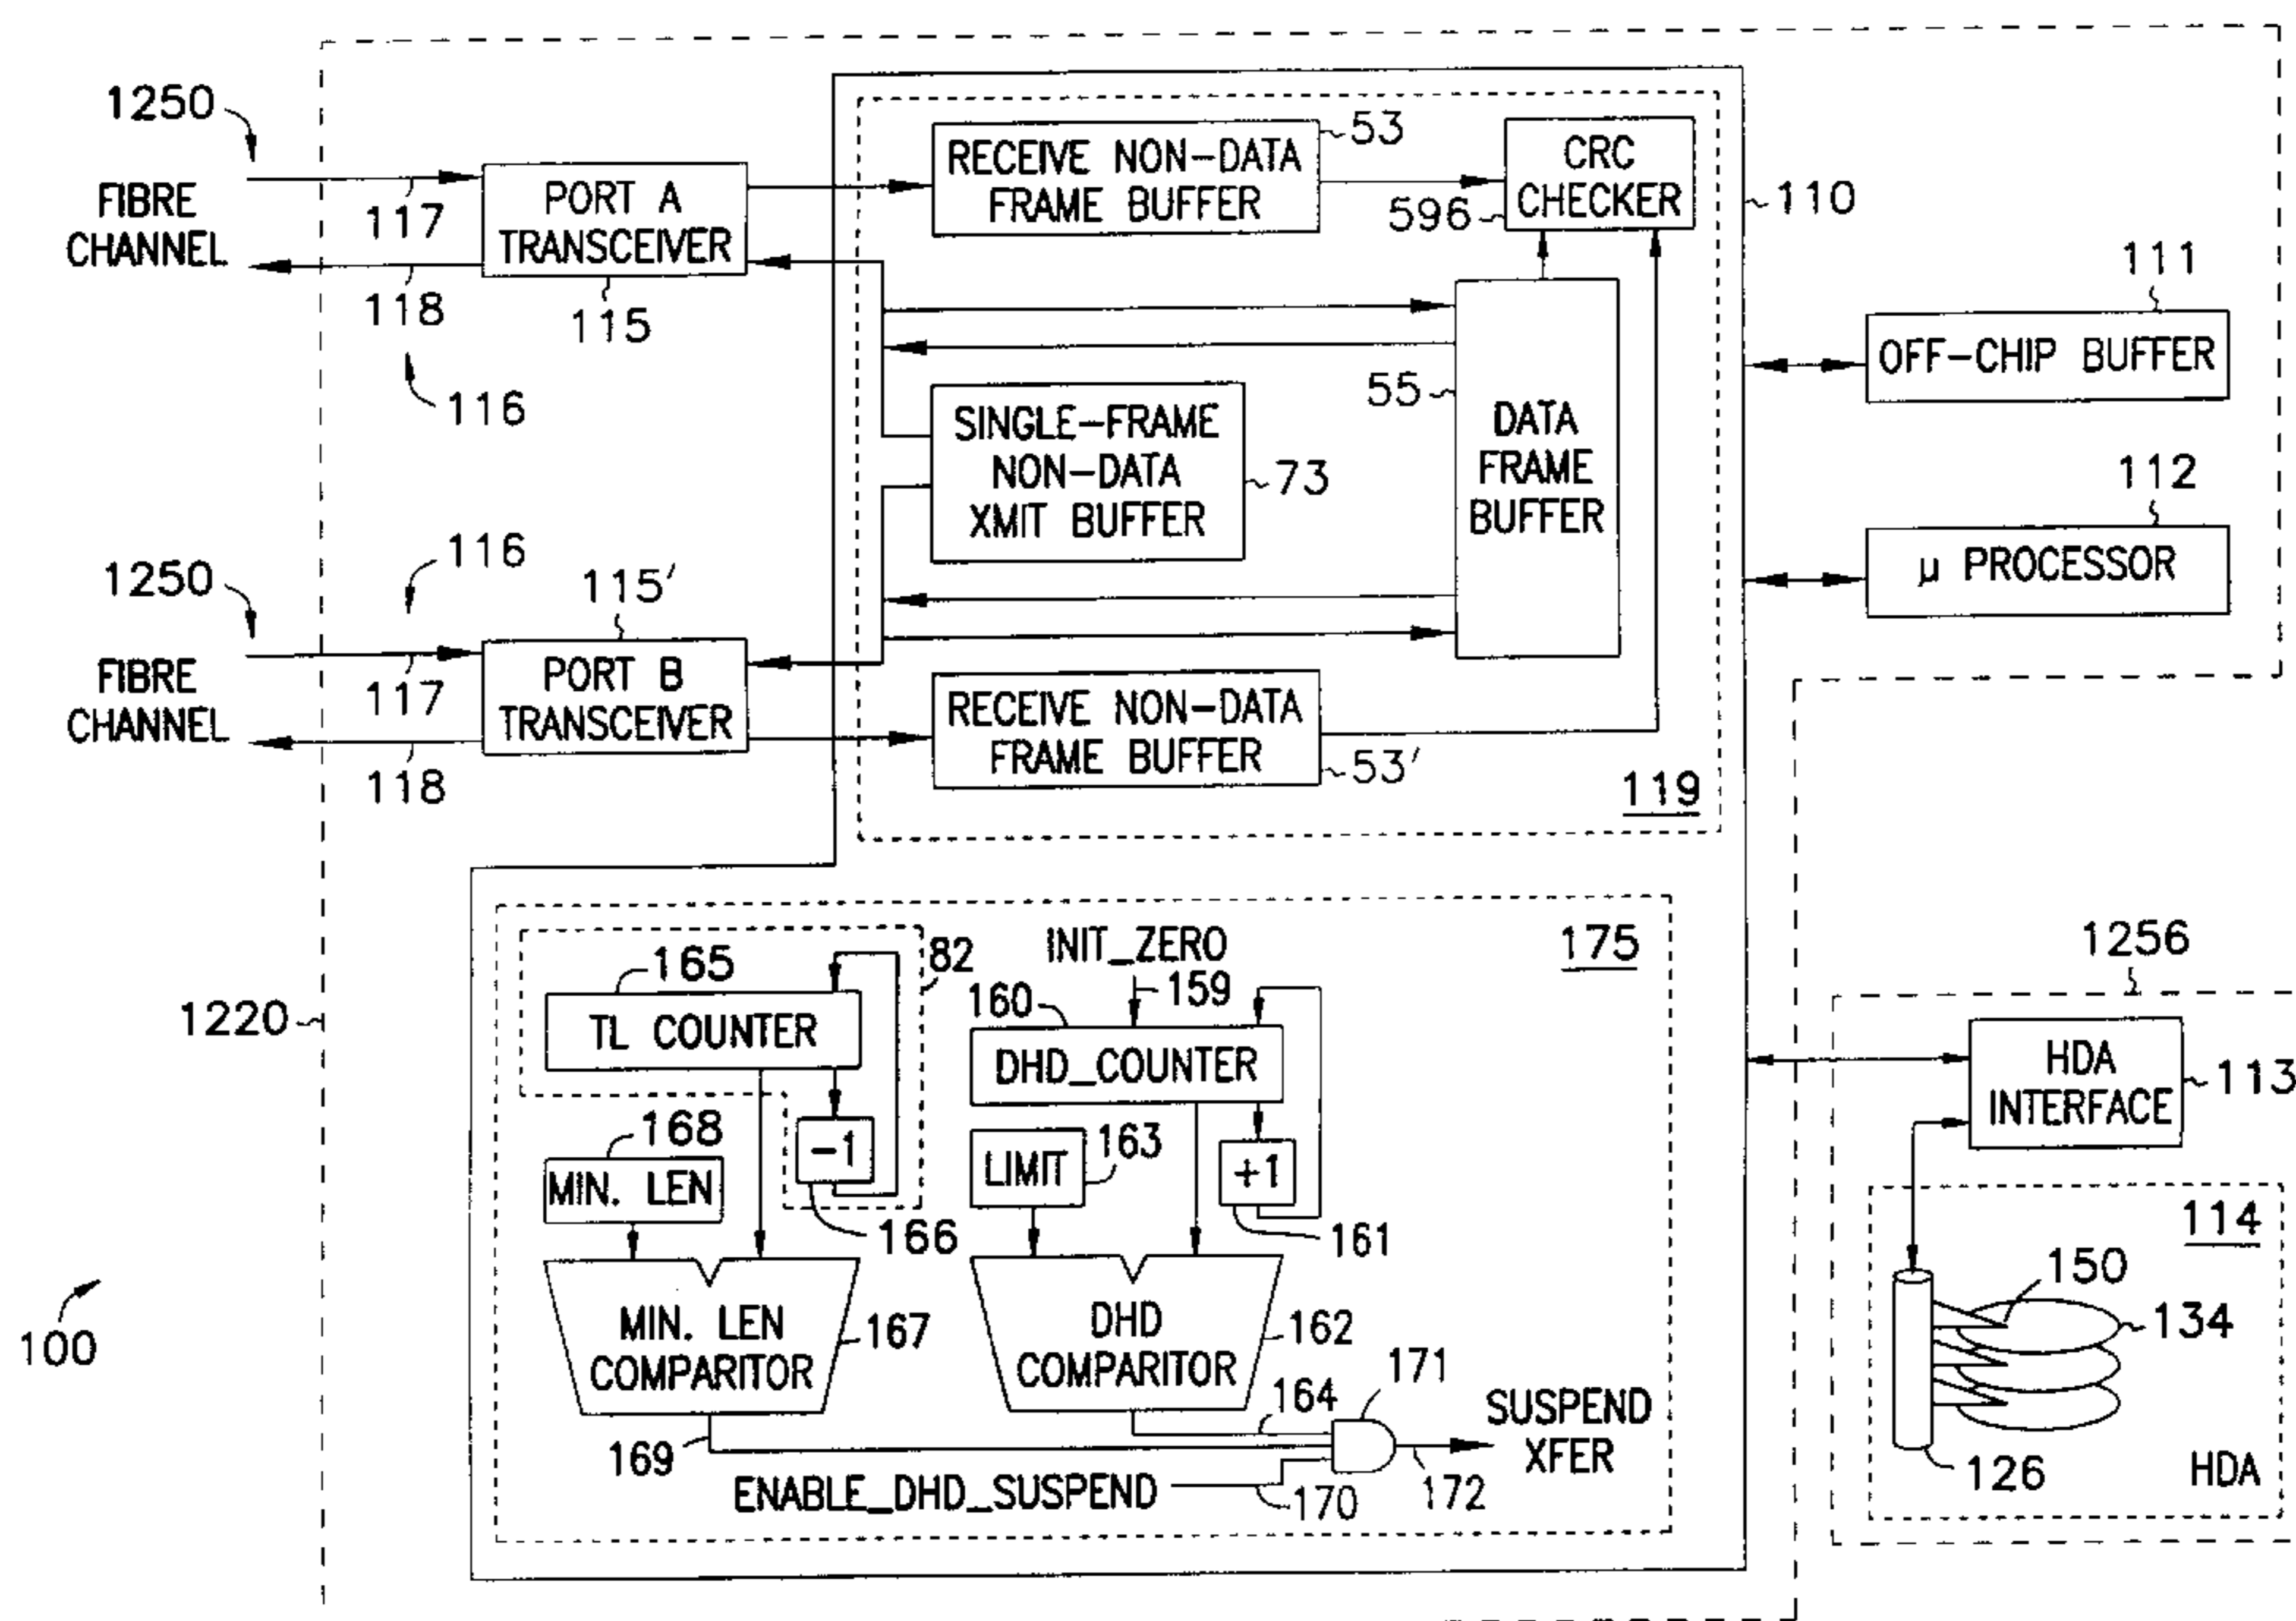 1250
FIBRE
CHANNEL
117
118
116
PORT A
TRANSCEIVER
115
RECEIVE NON-DATA
FRAME BUFFER
53
CRC
CHECKER
596
110
111
OFF-CHIP BUFFER
55
DATA
FRAME
BUFFER
SINGLE-FRAME
NON-DATA
XMIT BUFFER
73
112
μ PROCESSOR
1250
116
115'
FIBRE
CHANNEL
117
118
PORT B
TRANSCEIVER
RECEIVE NON-DATA
FRAME BUFFER
53'
119
175
165
TL COUNTER
82
INIT_ZERO
159
160
DHD_COUNTER
1220
168
MIN. LEN
-1
166
163
LIMIT
+1
161
MIN. LEN
COMPARITOR
167
DHD
COMPARITOR
162
164
171
SUSPEND
XFER
169
ENABLE_DHD_SUSPEND
170
172
100
1256
HDA
INTERFACE
113
114
150
134
126
HDA